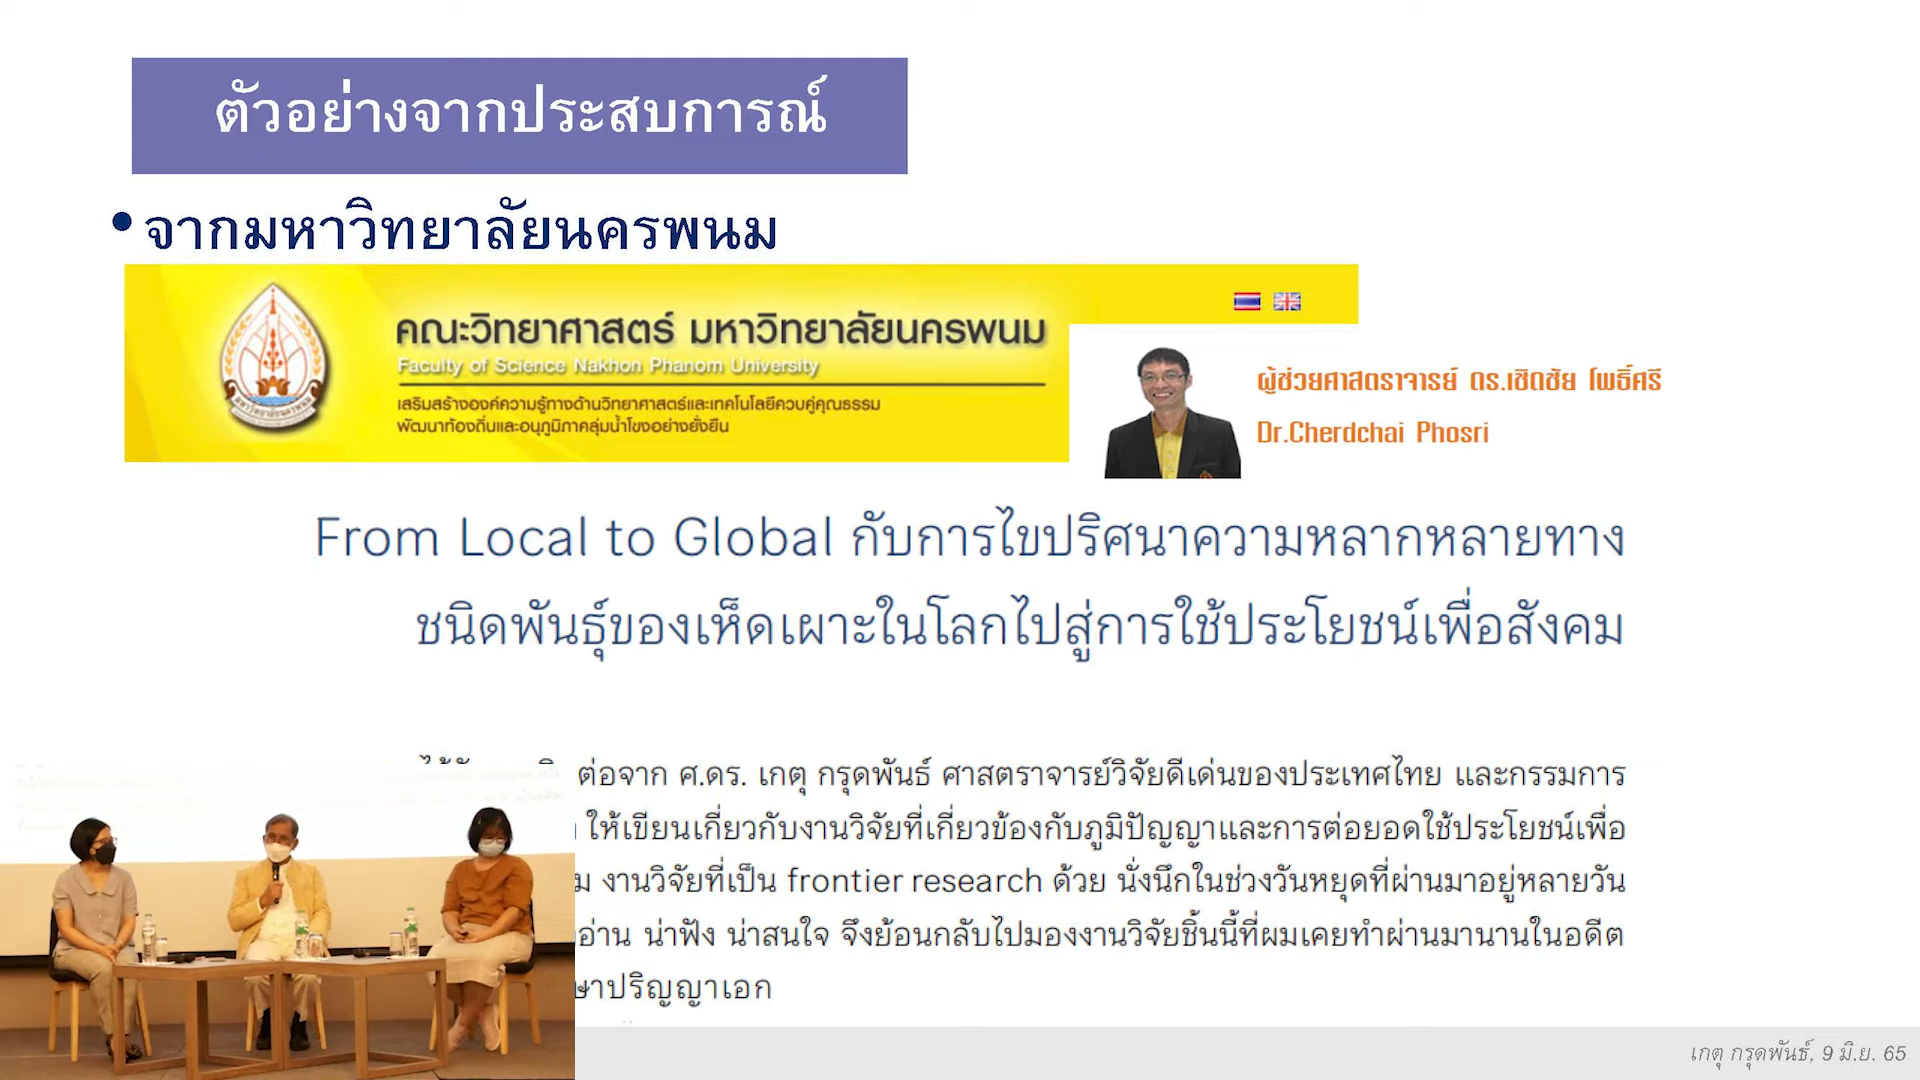 ตัวอย่างจากประสบการณ์
• จากมหาวิทยาลัยนครพนม
คณะวิทยาศาสตร์ มหาวิทยาลัยนครพนม
Faculty of Science Nakhon Phanom University
เสริมสร้างองค์ความรู้ทางด้านวิทยาศาสตร์และเทคโนโลยีควบคู่คุณธรรม
พัฒนาท้องถิ่นและอนุภูมิภาคลุ่มน้ำโขงอย่างยั่งยืน
มหาวิทยาลัยนครพนม
ผู้ช่วยศาสตราจารย์ ดร.เชิดชัย โพธิ์ศรี
Dr.Cherdchai Phosri
From Local to Global กับการไขปริศนาความหลากหลายทาง
ชนิดพันธุ์ของเห็ดเผาะในโลกไปสู่การใช้ประโยชน์เพื่อสังคม
ต่อจาก ศ.ดร. เกตุ กรุดพันธ์ ศาสตราจารย์วิจัยดีเด่นของประเทศไทย และกรรมการ
ให้เขียนเกี่ยวกับงานวิจัยที่เกี่ยวข้องกับภูมิปัญญาและการต่อยอดใช้ประโยชน์เพื่อ
งานวิจัยที่เป็น frontier research ด้วย นั่งนึกในช่วงวันหยุดที่ผ่านมาอยู่หลายวัน
อ่าน น่าฟัง น่าสนใจ จึงย้อนกลับไปมองงานวิจัยชิ้นนี้ที่ผมเคยทำผ่านมานานในอดีต
ษาปริญญาเอก
เกตุ กรุดพันธ์, 9 มิ.ย. 65